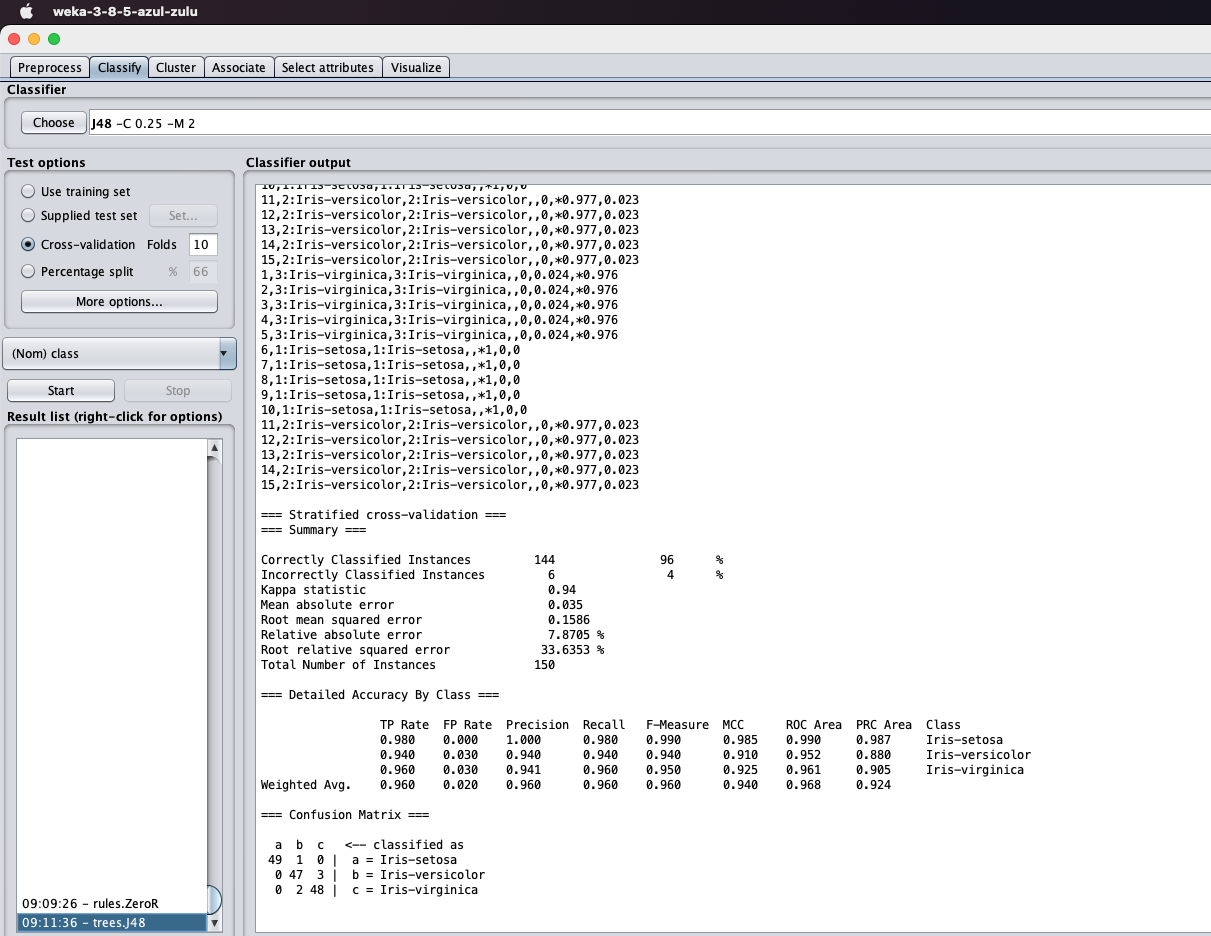 weka-3-8-5-azul-zulu
Preprocess Classify Cluster Associate Select attributes Visualize
Classifier
Choose J48 -C 0.25 -M 2
Test options
Use training set
Supplied test set Set...
Cross-validation Folds 10
Percentage split % 66
More options...
(Nom) class
Start Stop
Result list (right-click for options)
09:09:26 - rules.ZeroR
09:11:36 - trees.J48
Classifier output
10,1:Iris-setosa,1:Iris-setosa,,*1,0,0
11,2:Iris-versicolor,2:Iris-versicolor,,0,*0.977,0.023
12,2:Iris-versicolor,2:Iris-versicolor,,0,*0.977,0.023
13,2:Iris-versicolor,2:Iris-versicolor,,0,*0.977,0.023
14,2:Iris-versicolor,2:Iris-versicolor,,0,*0.977,0.023
15,2:Iris-versicolor,2:Iris-versicolor,,0,*0.977,0.023
1,3:Iris-virginica,3:Iris-virginica,,0,0.024,*0.976
2,3:Iris-virginica,3:Iris-virginica,,0,0.024,*0.976
3,3:Iris-virginica,3:Iris-virginica,,0,0.024,*0.976
4,3:Iris-virginica,3:Iris-virginica,,0,0.024,*0.976
5,3:Iris-virginica,3:Iris-virginica,,0,0.024,*0.976
6,1:Iris-setosa,1:Iris-setosa,,*1,0,0
7,1:Iris-setosa,1:Iris-setosa,,*1,0,0
8,1:Iris-setosa,1:Iris-setosa,,*1,0,0
9,1:Iris-setosa,1:Iris-setosa,,*1,0,0
10,1:Iris-setosa,1:Iris-setosa,,*1,0,0
11,2:Iris-versicolor,2:Iris-versicolor,,0,*0.977,0.023
12,2:Iris-versicolor,2:Iris-versicolor,,0,*0.977,0.023
13,2:Iris-versicolor,2:Iris-versicolor,,0,*0.977,0.023
14,2:Iris-versicolor,2:Iris-versicolor,,0,*0.977,0.023
15,2:Iris-versicolor,2:Iris-versicolor,,0,*0.977,0.023
=== Stratified cross-validation ===
=== Summary ===
Correctly Classified Instances 144 96 %
Incorrectly Classified Instances 6 4 %
Kappa statistic 0.94
Mean absolute error 0.035
Root mean squared error 0.1586
Relative absolute error 7.8705 %
Root relative squared error 33.6353 %
Total Number of Instances 150
=== Detailed Accuracy By Class ===
TP Rate FP Rate Precision Recall F-Measure MCC ROC Area PRC Area Class
0.980 0.000 1.000 0.980 0.990 0.985 0.990 0.987 Iris-setosa
0.940 0.030 0.940 0.940 0.940 0.910 0.952 0.880 Iris-versicolor
0.960 0.030 0.941 0.960 0.950 0.925 0.961 0.905 Iris-virginica
Weighted Avg. 0.960 0.020 0.960 0.960 0.960 0.940 0.968 0.924
=== Confusion Matrix ===
a b c <-- classified as
49 1 0 | a = Iris-setosa
0 47 3 | b = Iris-versicolor
0 2 48 | c = Iris-virginica